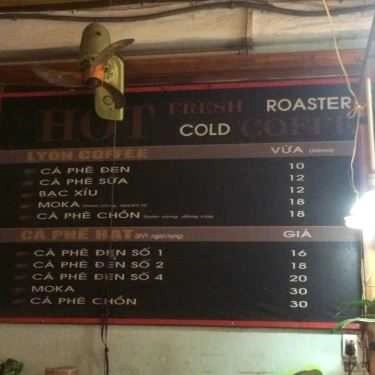 FRESH ROASTER
HOT COLD COFFEE
LYON COFFEE VỪA
CÀ PHÊ ĐEN 10
CÀ PHÊ SỮA 12
BẠC XỈU 12
MOKA 18
CÀ PHÊ CHỒN 18
CÀ PHÊ HẠT GIÁ
CÀ PHÊ ĐEN SỐ 1 16
CÀ PHÊ ĐEN SỐ 2 18
CÀ PHÊ ĐEN SỐ 4 20
MOKA 30
CÀ PHÊ CHỒN 30